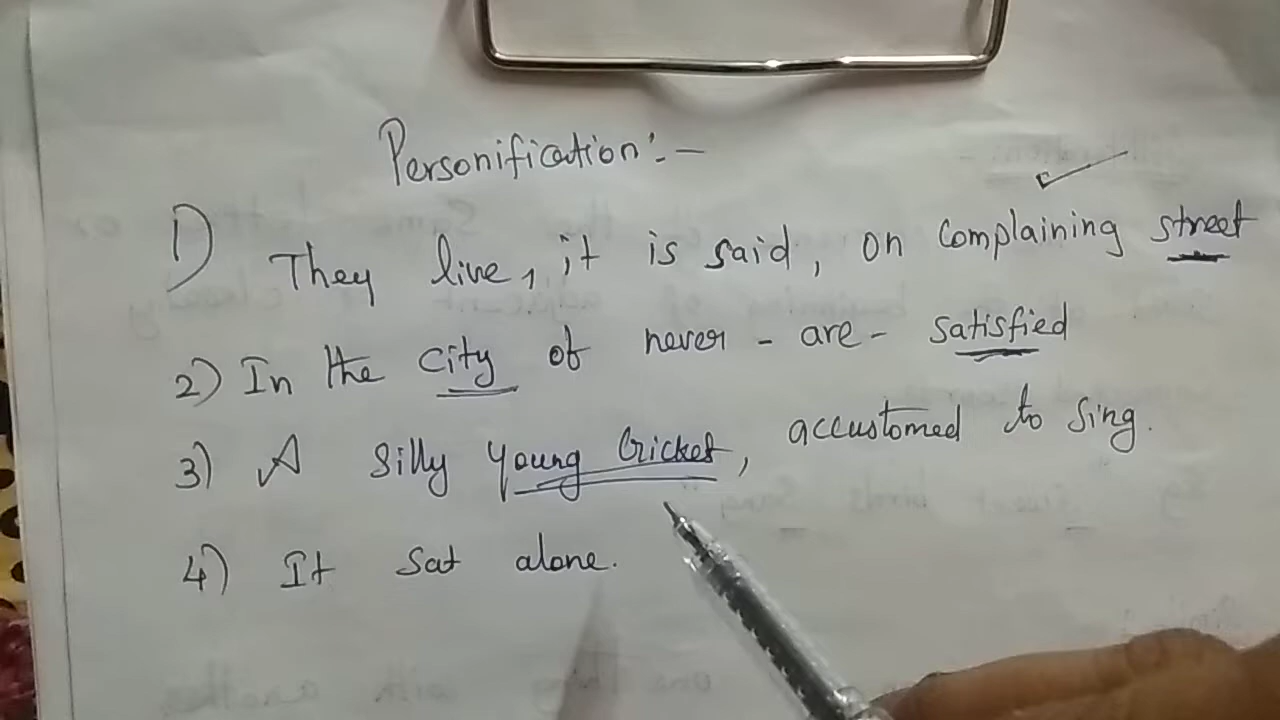 Personification:-
1) They live, it is said, on complaining street
2) In the city of never - are - satisfied
3) A silly young Cricket, accustomed to sing.
4) It sat alone.